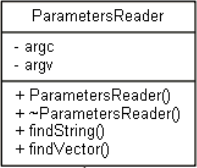 ParametersReader
- argc
- argv
+ ParametersReader()
+ ~ParametersReader()
+ findString()
+ findVector()